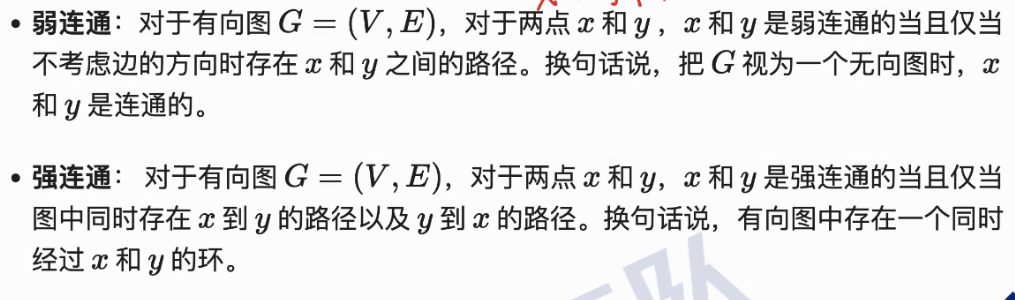 • 弱连通：对于有向图 G = (V, E)，对于两点 x 和 y，x 和 y 是弱连通的当且仅当
不考虑边的方向时存在 x 和 y 之间的路径。换句话说，把 G 视为一个无向图时，x
和 y 是连通的。
• 强连通： 对于有向图 G = (V, E)，对于两点 x 和 y，x 和 y 是强连通的当且仅当
图中同时存在 x 到 y 的路径以及 y 到 x 的路径。换句话说，有向图中存在一个同时
经过 x 和 y 的环。
队